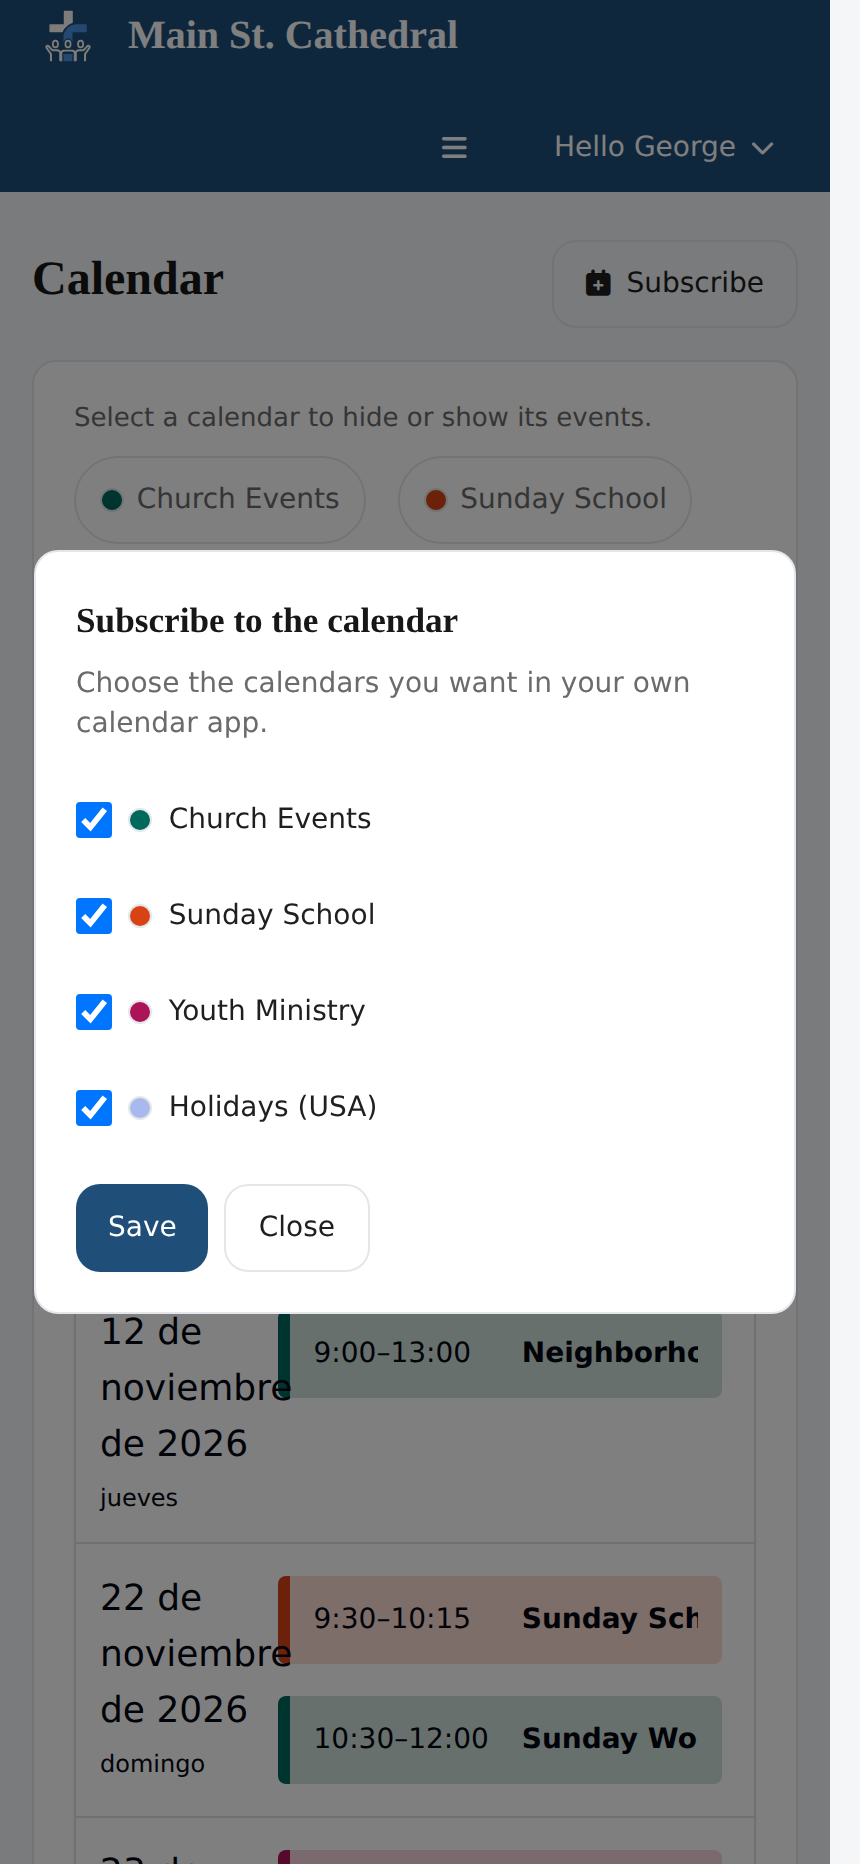 Main St. Cathedral
Hello George
Calendar
Subscribe
Select a calendar to hide or show its events.
Church Events
Sunday School
Subscribe to the calendar
Choose the calendars you want in your own
calendar app.
Church Events
Sunday School
Youth Ministry
Holidays (USA)
Save
Close
12 de
noviembre
de 2026
jueves
9:00–13:00
22 de
noviembre
de 2026
domingo
9:30–10:15
Sunday
10:30–12:00
Sunday